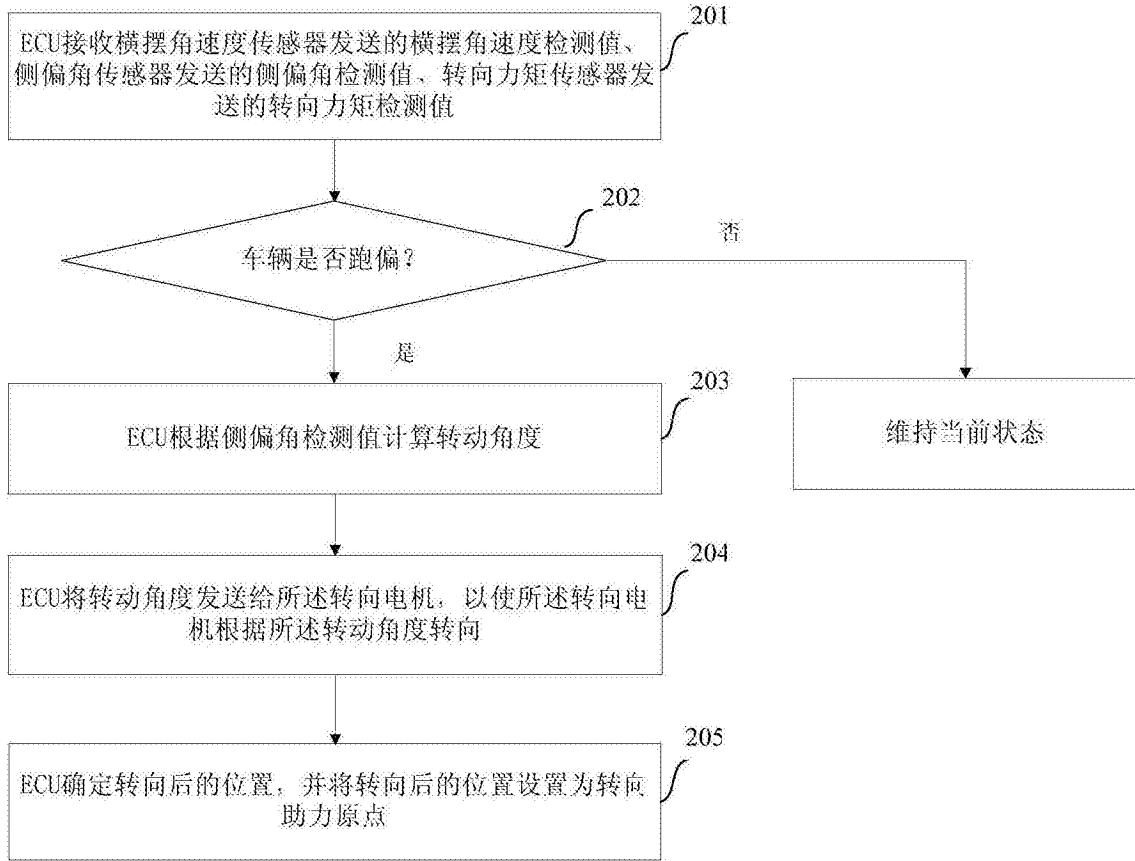 201
ECU接收横摆角速度传感器发送的横摆角速度检测值、
侧偏角传感器发送的侧偏角检测值、转向力矩传感器发
送的转向力矩检测值
202
车辆是否跑偏？
否
是
203
ECU根据侧偏角检测值计算转动角度
维持当前状态
204
ECU将转动角度发送给所述转向电机，以使所述转向电
机根据所述转动角度转向
205
ECU确定转向后的位置，并将转向后的位置设置为转向
助力原点